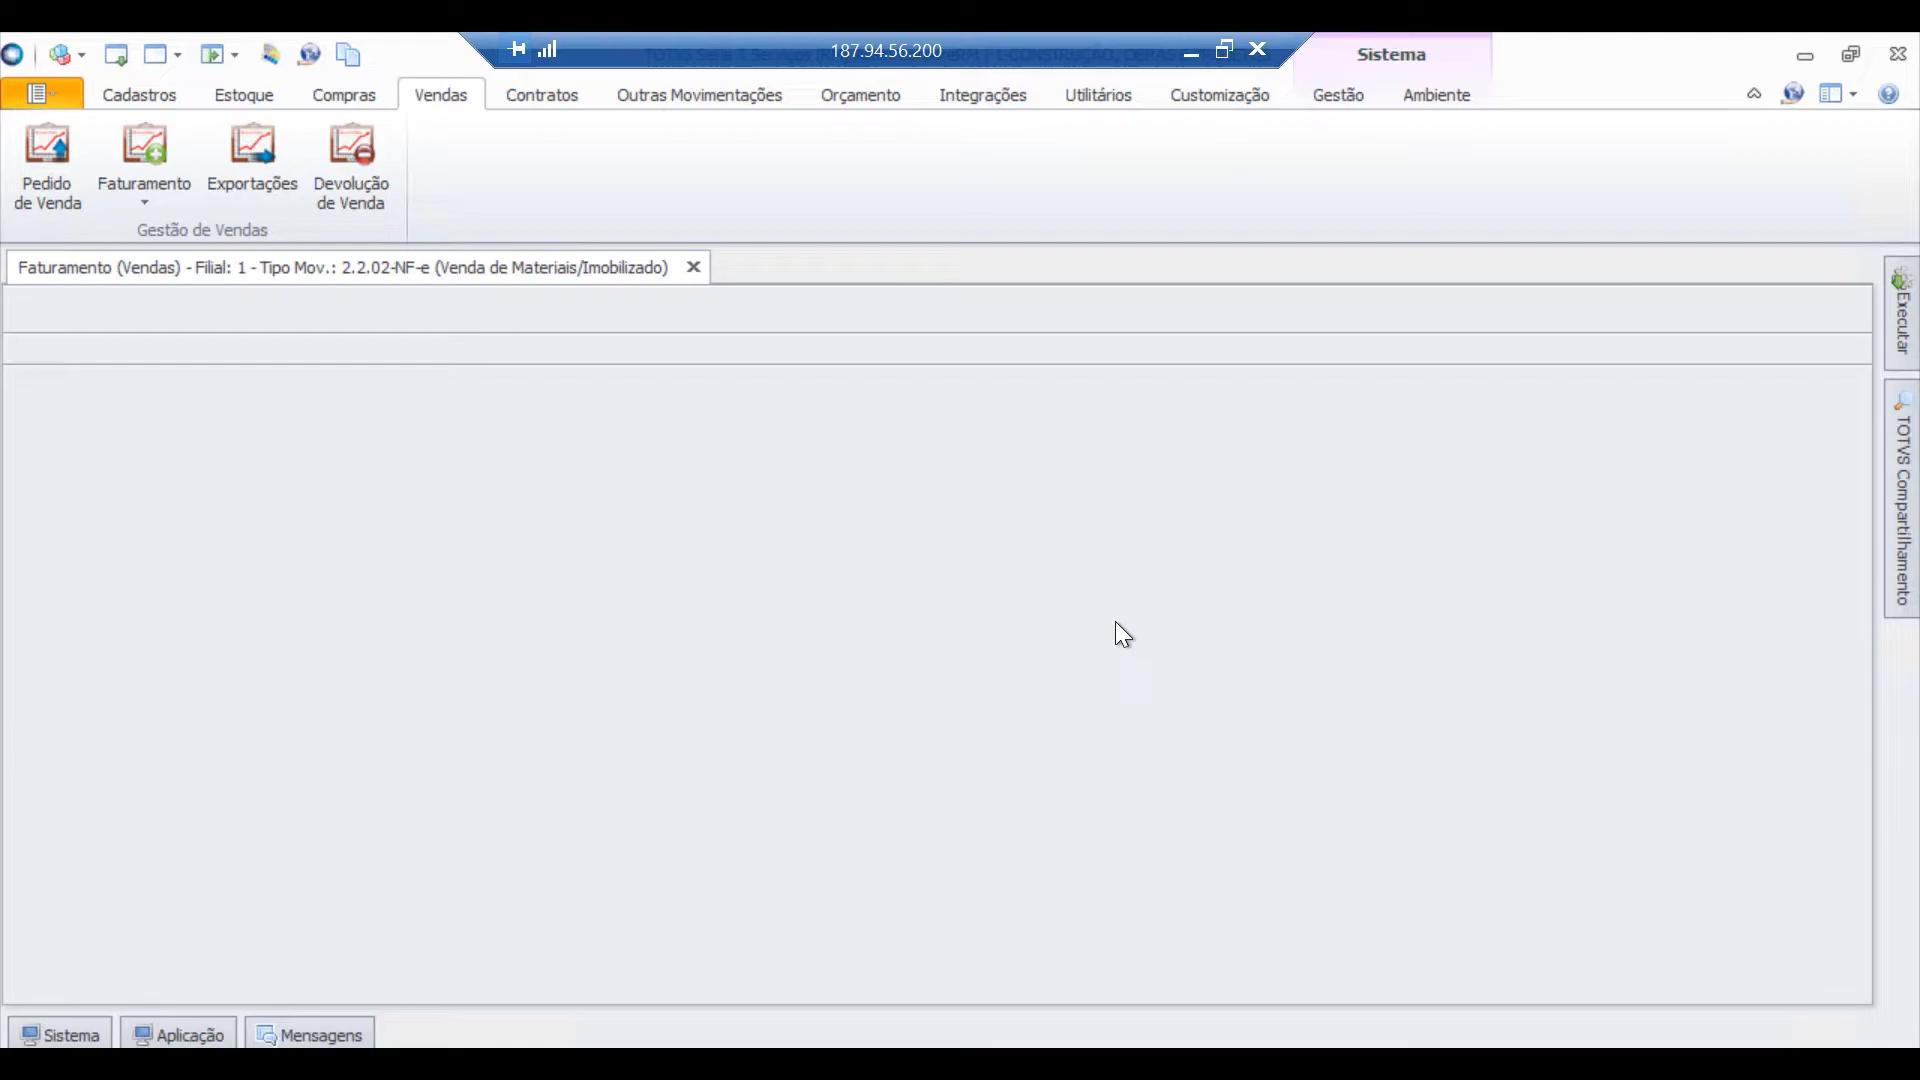 187.94.56.200
Sistema
Cadastros Estoque Compras Vendas Contratos Outras Movimentações Orçamento Integrações Utilitários Customização Gestão Ambiente
Pedido de Venda
Faturamento
Exportações
Devolução de Venda
Gestão de Vendas
Faturamento (Vendas) - Filial: 1 - Tipo Mov.: 2.2.02-NF-e (Venda de Materiais/Imobilizado)
Executar
TOTVS Compartilhamento
Sistema Aplicação Mensagens